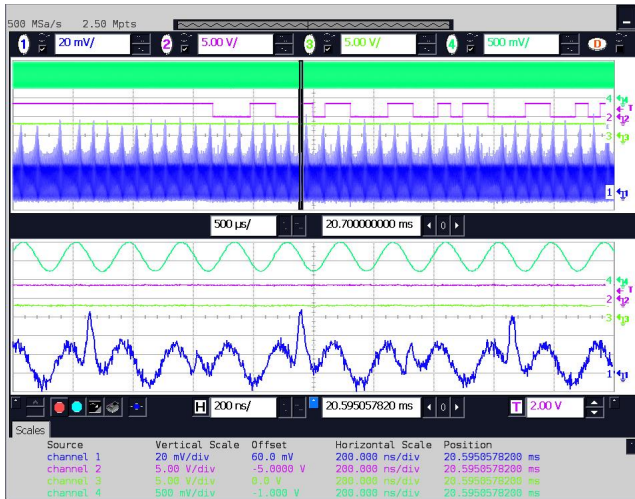 500 MSa/s 2.50 Mpts
1 20 mV/ 2 5.00 V/ 3 5.00 V/ 4 500 mV/ D
4
T
2
3
1
500 µs/ 20.700000000 ms 0
4
T
2
3
1
H 200 ns/ 20.595057820 ms 0 T 2.00 V
Scales
Source Vertical Scale Offset Horizontal Scale Position
channel 1 20 mV/div 60.0 mV 200.000 ns/div 20.5950578200 ms
channel 2 5.00 V/div -5.0000 V 200.000 ns/div 20.5950578200 ms
channel 3 5.00 V/div 0.0 V 200.000 ns/div 20.5950578200 ms
channel 4 500 mV/div -1.000 V 200.000 ns/div 20.5950578200 ms